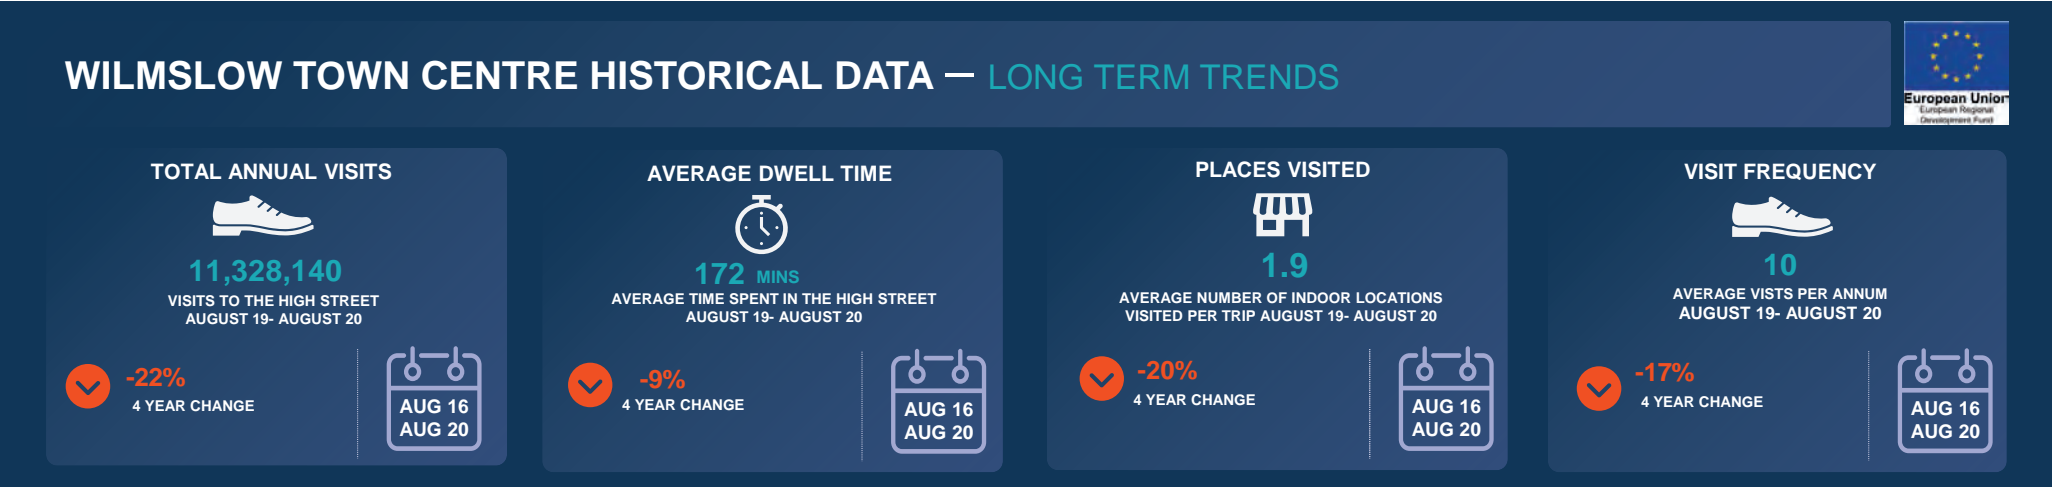 WILMSLOW TOWN CENTRE HISTORICAL DATA — LONG TERM TRENDS
European Union
European Regional
Development Fund
TOTAL ANNUAL VISITS
11,328,140
VISITS TO THE HIGH STREET
AUGUST 19- AUGUST 20
-22%
4 YEAR CHANGE
AUG 16
AUG 20
AVERAGE DWELL TIME
172 MINS
AVERAGE TIME SPENT IN THE HIGH STREET
AUGUST 19- AUGUST 20
-9%
4 YEAR CHANGE
AUG 16
AUG 20
PLACES VISITED
1.9
AVERAGE NUMBER OF INDOOR LOCATIONS
VISITED PER TRIP AUGUST 19- AUGUST 20
-20%
4 YEAR CHANGE
AUG 16
AUG 20
VISIT FREQUENCY
10
AVERAGE VISTS PER ANNUM
AUGUST 19- AUGUST 20
-17%
4 YEAR CHANGE
AUG 16
AUG 20